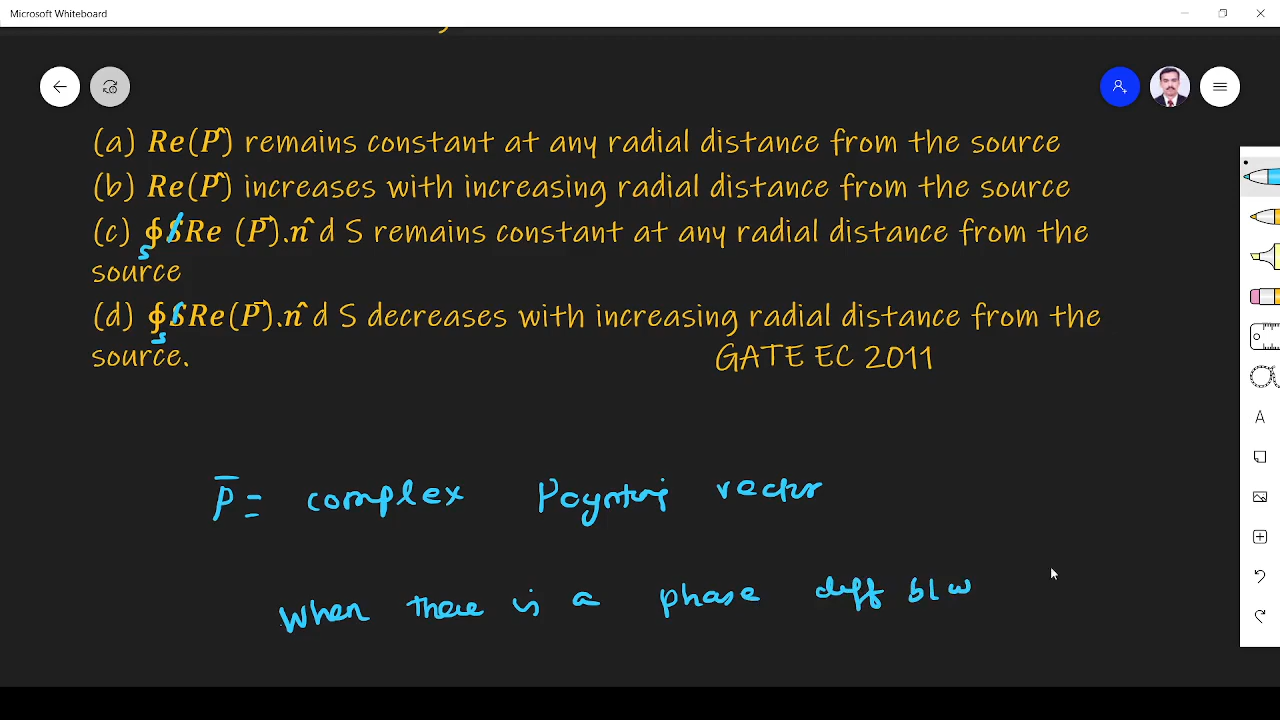 Microsoft Whiteboard
(a) Re(P̂) remains constant at any radial distance from the source
(b) Re(P̂) increases with increasing radial distance from the source
(c) ∮S Re (P⃗).n̂ d S remains constant at any radial distance from the
source
(d) ∮S Re(P⃗).n̂ d S decreases with increasing radial distance from the
source.
GATE EC 2011
P̅ = complex Poynting vector
When there is a phase diff b/w
A